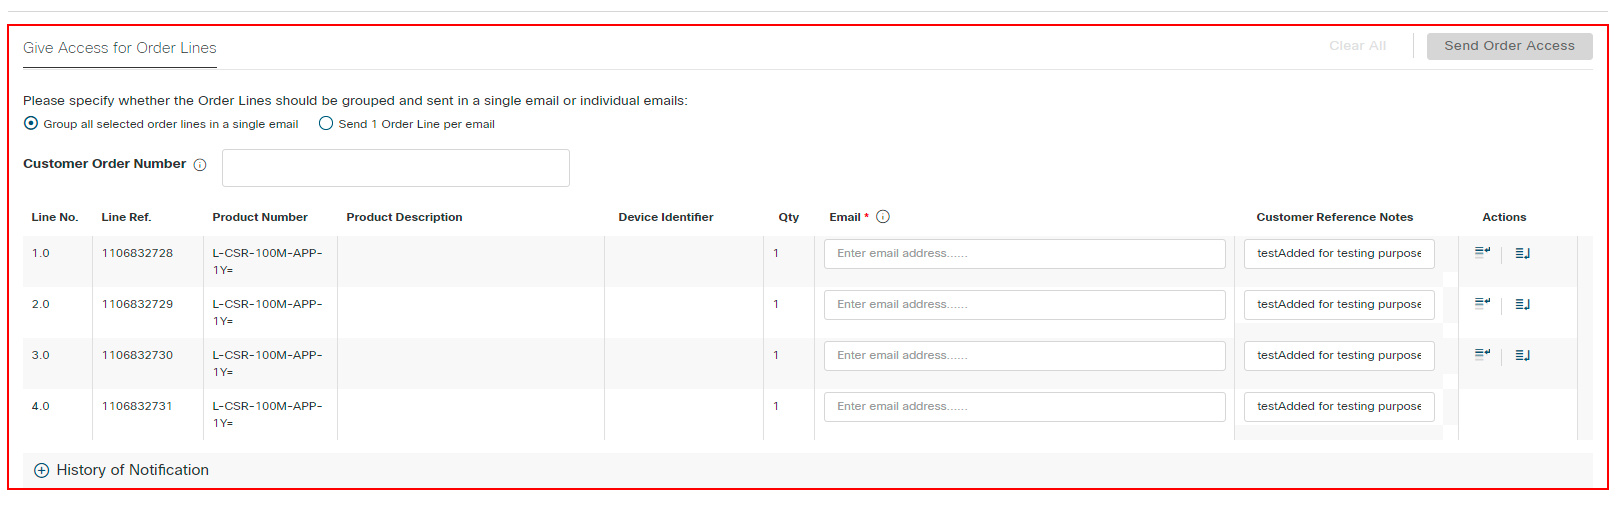 Give Access for Order Lines
Clear All
Send Order Access
Please specify whether the Order Lines should be grouped and sent in a single email or individual emails:
Group all selected order lines in a single email Send 1 Order Line per email
Customer Order Number
Line No. Line Ref. Product Number Product Description Device Identifier Qty Email * Customer Reference Notes Actions
1.0 1106832728 L-CSR-100M-APP- 1 Enter email address...... testAdded for testing purpose
1Y=
2.0 1106832729 L-CSR-100M-APP- 1 Enter email address...... testAdded for testing purpose
1Y=
3.0 1106832730 L-CSR-100M-APP- 1 Enter email address...... testAdded for testing purpose
1Y=
4.0 1106832731 L-CSR-100M-APP- 1 Enter email address...... testAdded for testing purpose
1Y=
History of Notification